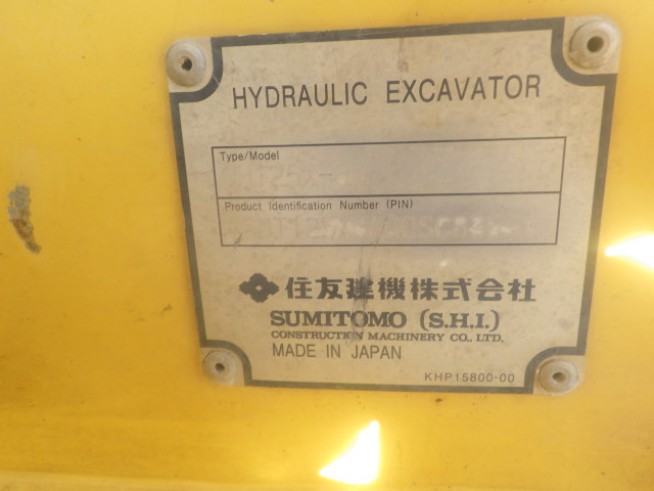 HYDRAULIC EXCAVATOR
Type/Model
Product Identification Number (PIN)
住友建機株式会社
SUMITOMO (S.H.I.)
CONSTRUCTION MACHINERY CO., LTD.
MADE IN JAPAN
KHP15800-00